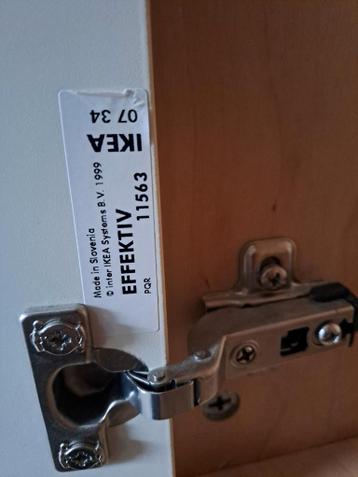 Made in Slovenia
© Inter IKEA Systems B.V. 1999
EFFEKTIV
11563
PQR
IKEA
07 34